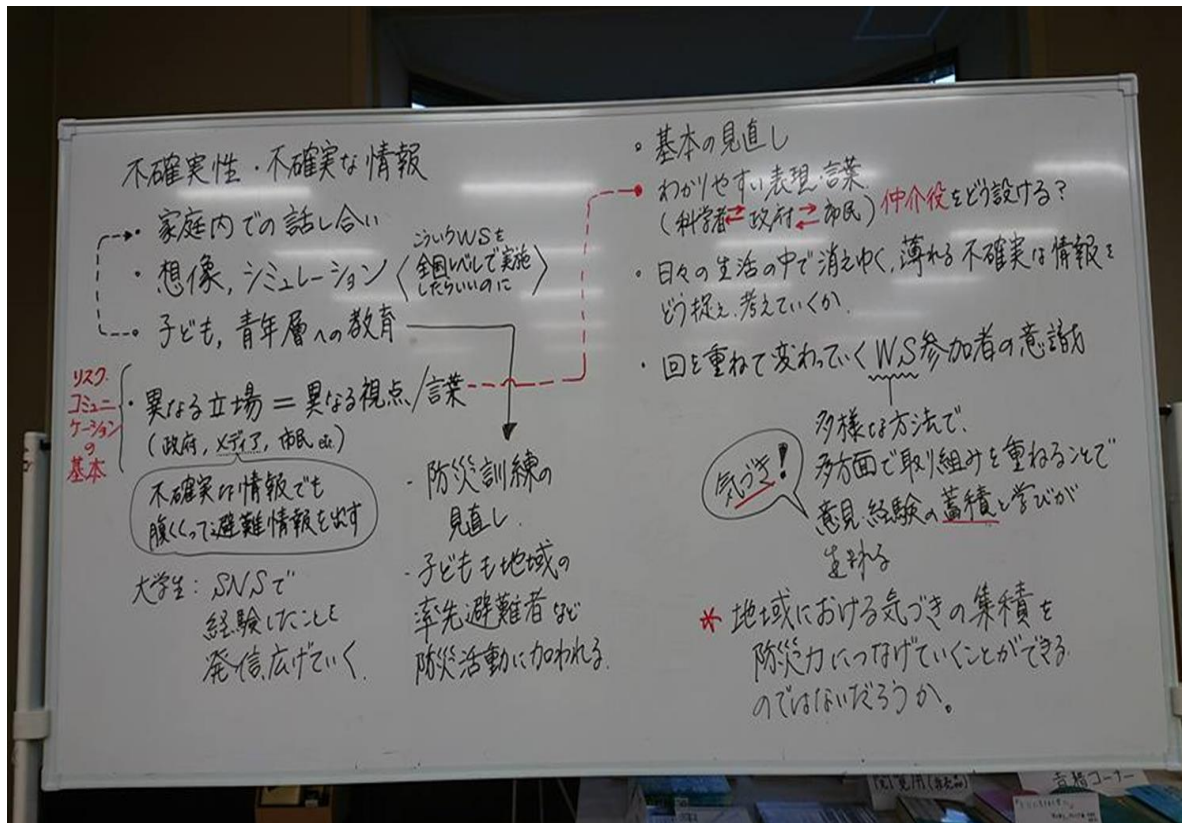 不確実性・不確実な情報
・家庭内での話し合い
・想像,シミュレーション
こういうWSを
全国レベルで実施
したらいいのに
・子ども,青年層への教育
リスク
コミュニ
ケーション
の
基本
・異なる立場=異なる視点/言葉
(政府,メディア,市民etc.)
不確実な情報でも
腹くくって避難情報を出す
大学生:SNSで
経験したことを
発信,広げていく.
・防災訓練の
見直し.
・子どもも地域の
率先避難者など
防災活動に加われる.
・基本の見直し
わかりやすい表現・言葉.
(科学者⇄政府⇄市民)仲介役をどう設ける?
・日々の生活の中で消えゆく,薄れる不確実な情報を
どう捉え,考えていくか.
・回を重ねて変わっていくWS参加者の意識
気づき!
多様な方法で,
多方面で取り組みを重ねることで
意見・経験の蓄積と学びが
生まれる
*地域における気づきの集積を
防災力につなげていくことができる
のではないだろうか。